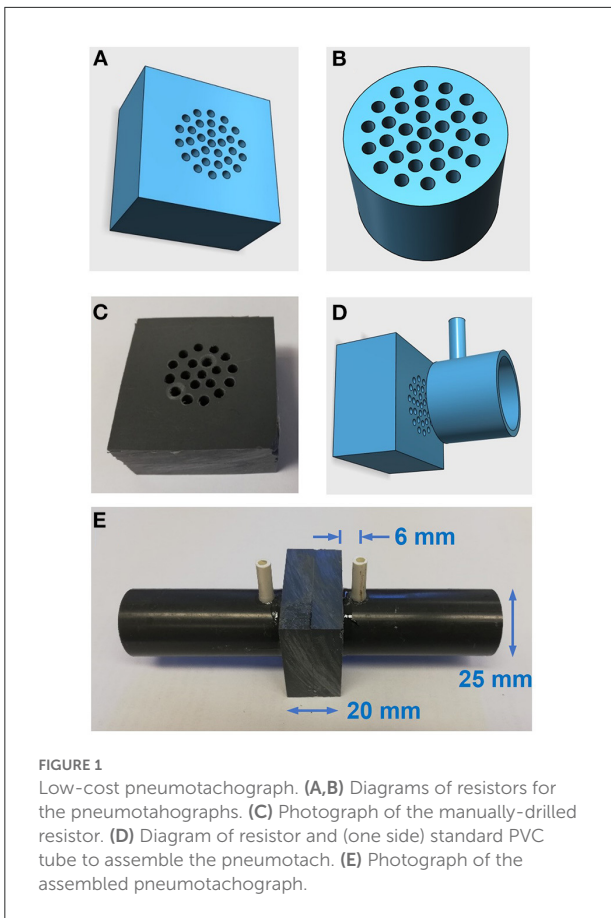 A
B
C
D
E
6 mm
25 mm
20 mm
FIGURE 1
Low-cost pneumotachograph. (A,B) Diagrams of resistors for
the pneumotahographs. (C) Photograph of the manually-drilled
resistor. (D) Diagram of resistor and (one side) standard PVC
tube to assemble the pneumotach. (E) Photograph of the
assembled pneumotachograph.